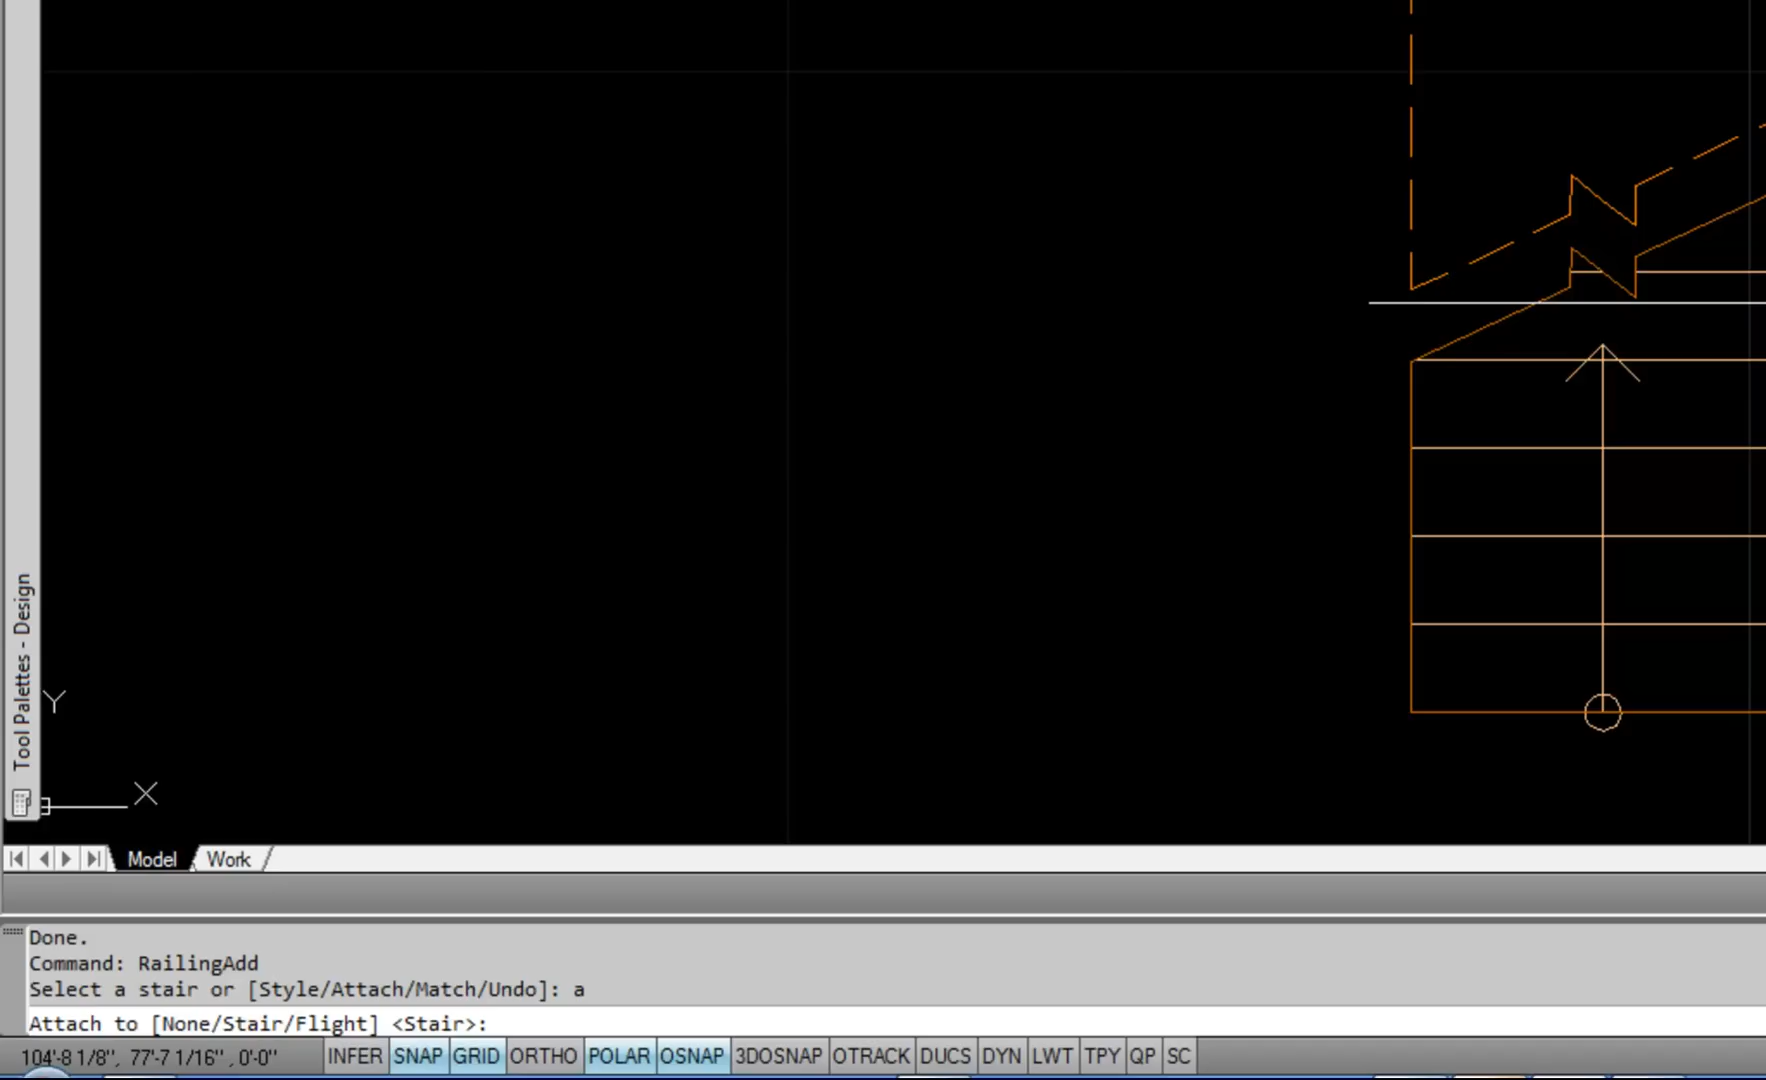 Tool Palettes - Design
Y
X
Model
Work
Done.
Command: RailingAdd
Select a stair or [Style/Attach/Match/Undo]: a
Attach to [None/Stair/Flight] <Stair>:
104'-8 1/8", 77'-7 1/16" , 0'-0"
INFER SNAP GRID ORTHO POLAR OSNAP 3DOSNAP OTRACK DUCS DYN LWT TPY QP SC